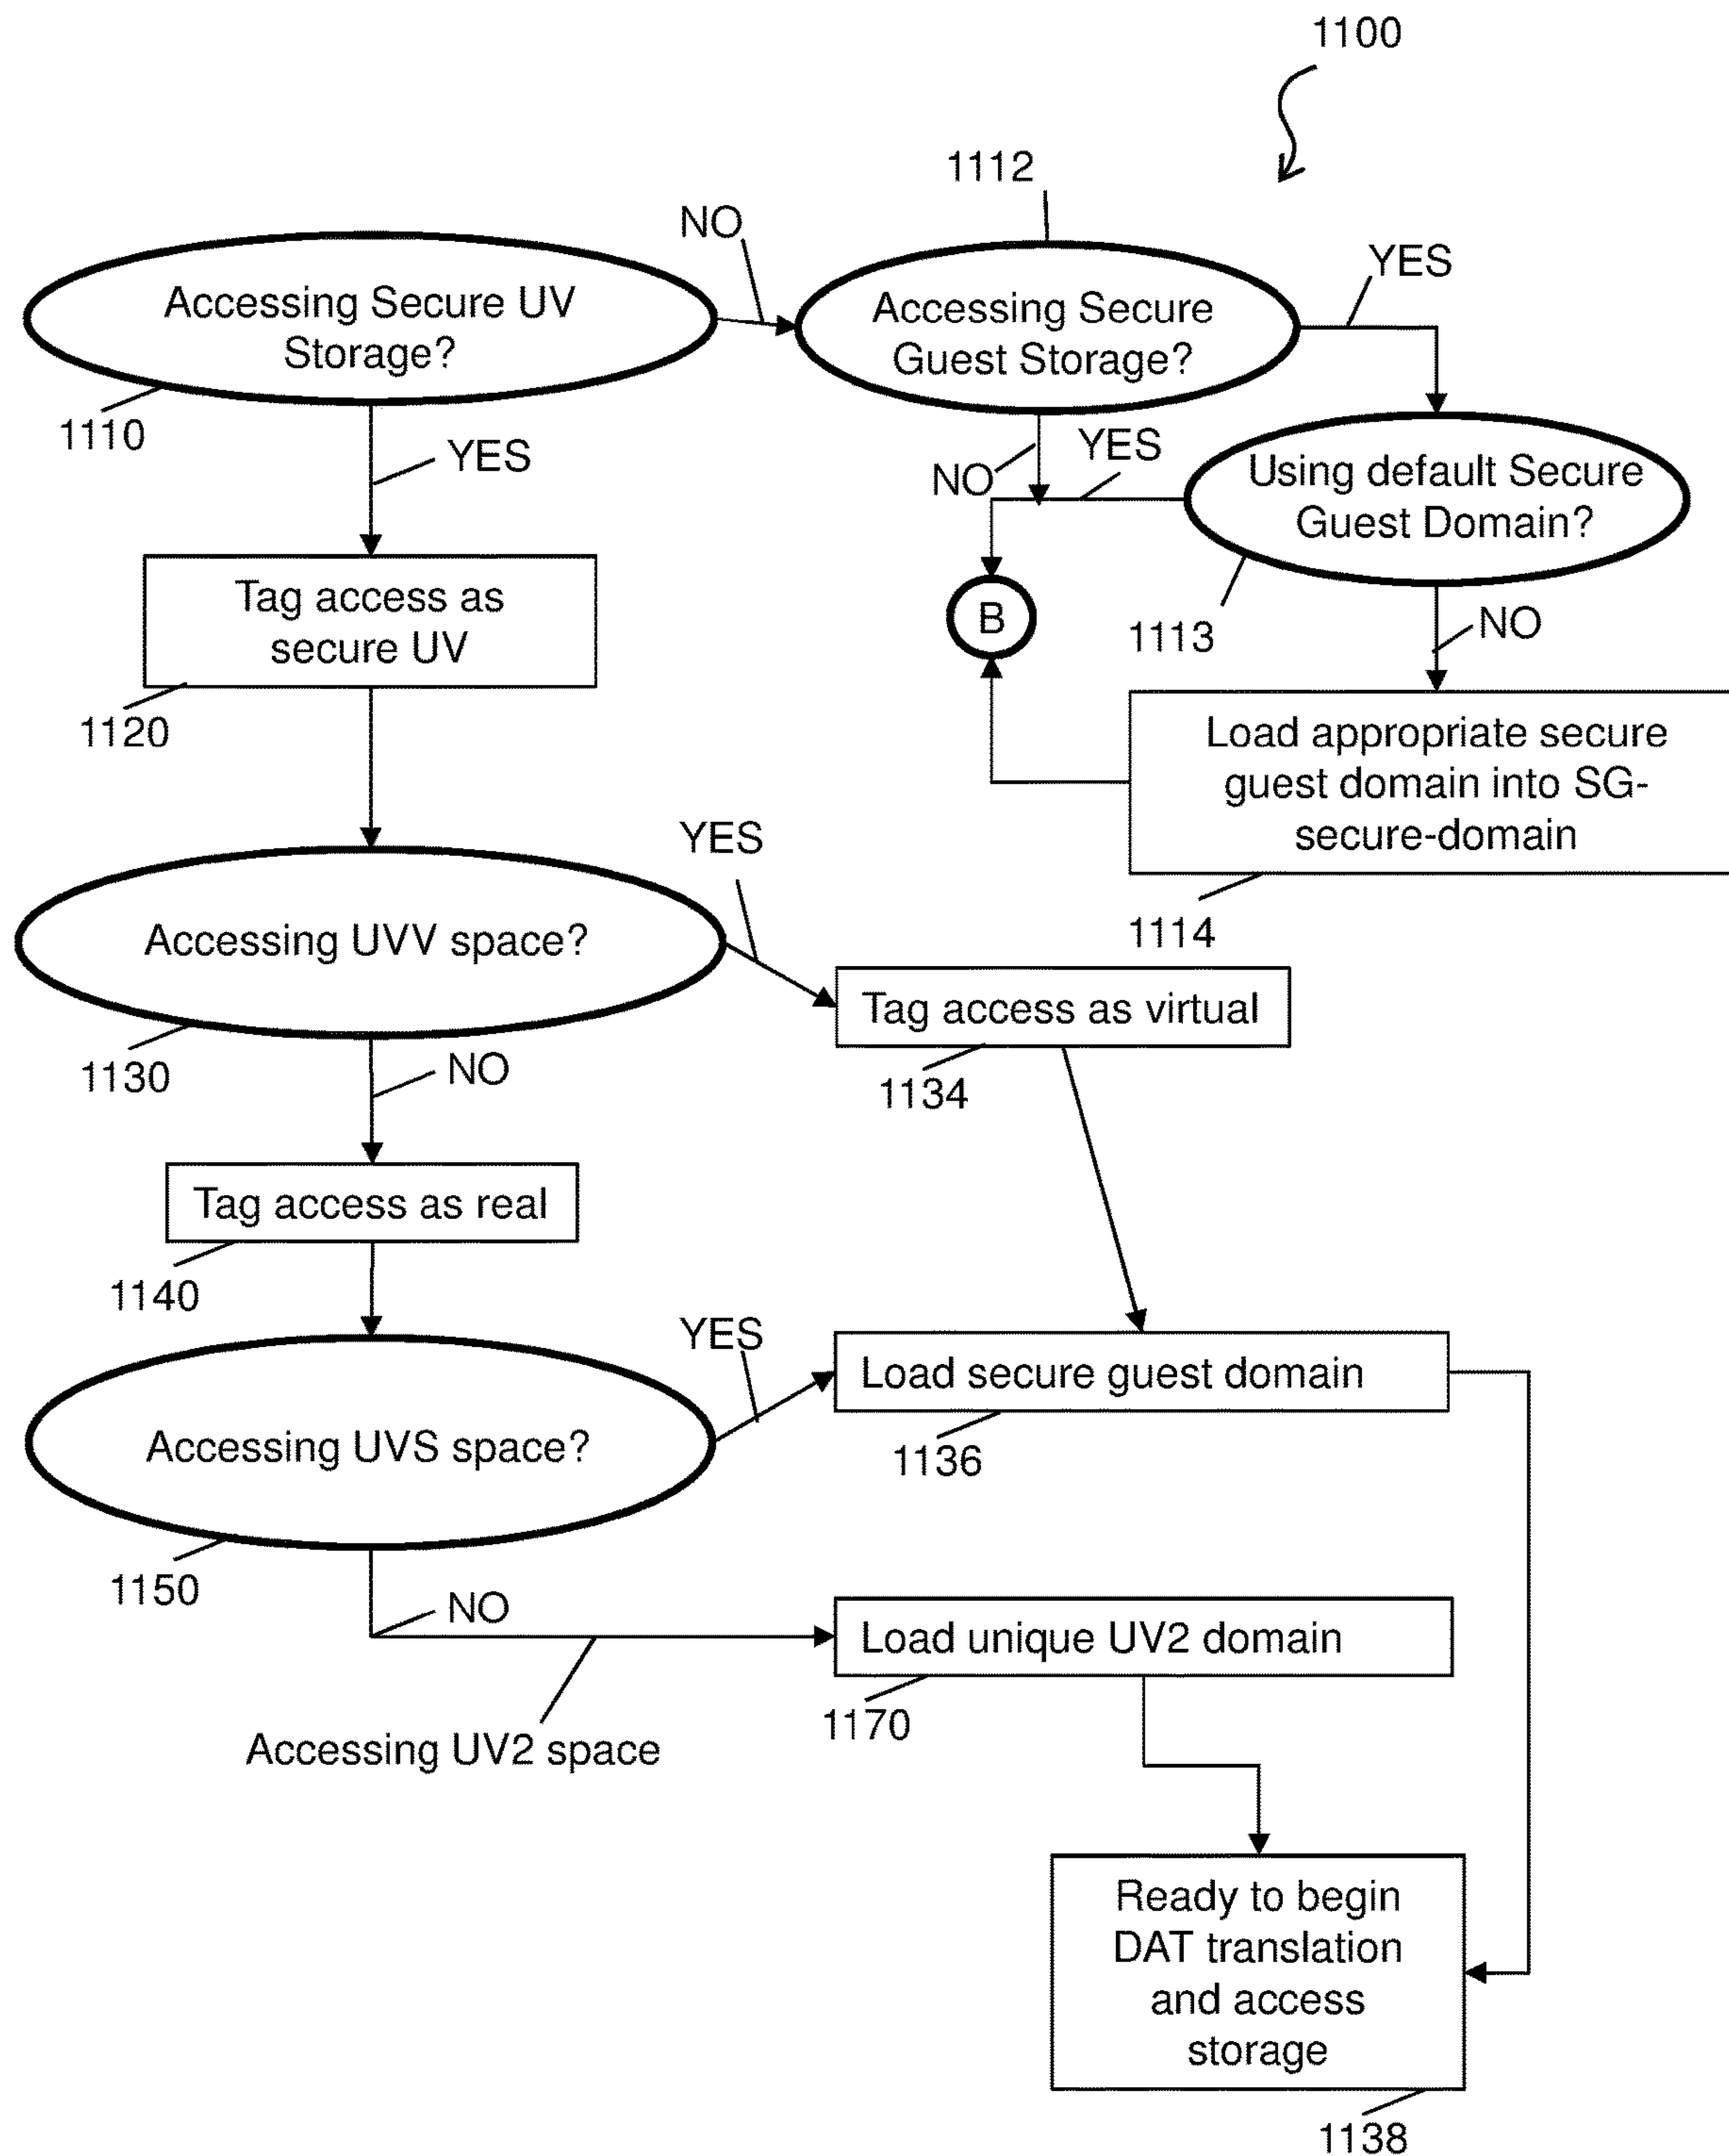 1100
1112
NO
YES
Accessing Secure UV
Storage?
Accessing Secure
Guest Storage?
1110
YES
NO
YES
Using default Secure
Guest Domain?
Tag access as
secure UV
B
1113
NO
1120
Load appropriate secure
guest domain into SG-
secure-domain
YES
1114
Accessing UVV space?
Tag access as virtual
1130
NO
1134
Tag access as real
1140
YES
Load secure guest domain
Accessing UVS space?
1136
1150
NO
Load unique UV2 domain
Accessing UV2 space
1170
Ready to begin
DAT translation
and access
storage
1138